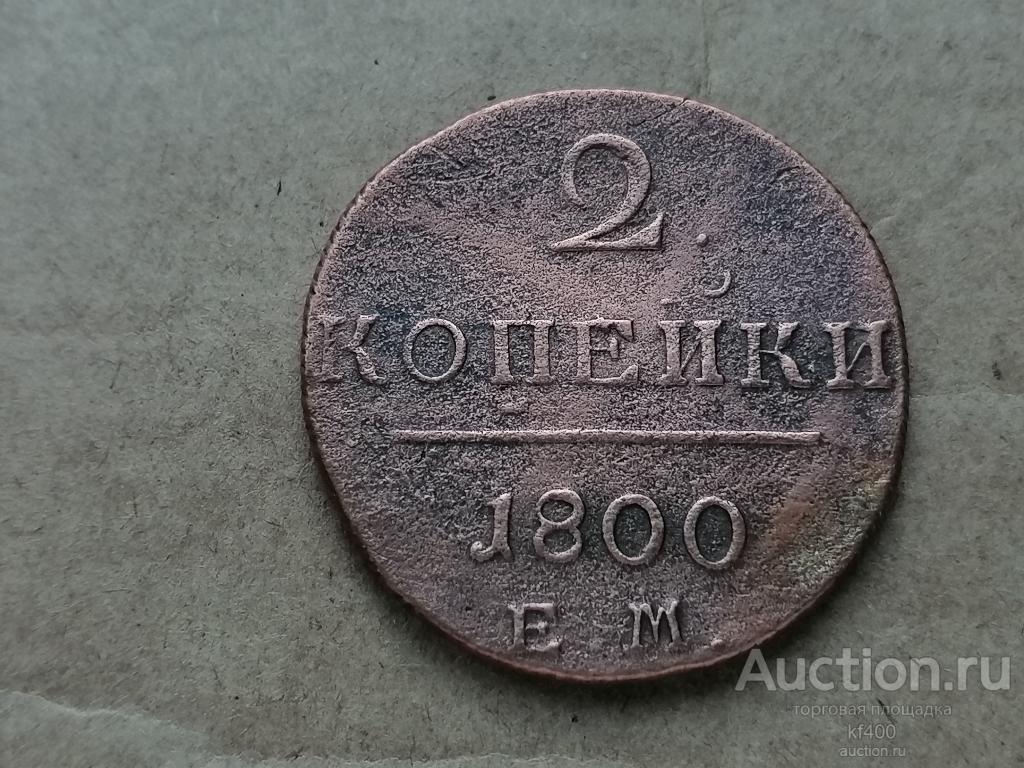 2
КОПЕЙКИ
1800
Е М.
Auction.ru
торговая площадка
kf400
auction.ru